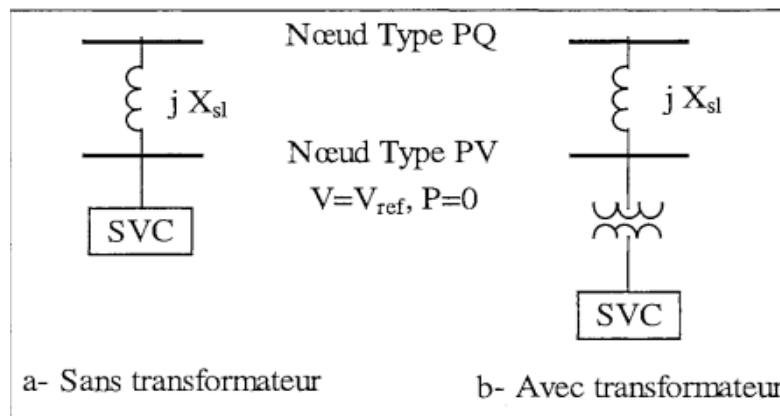 Nœud Type PQ
j X_sl
j X_sl
Nœud Type PV
V=V_ref, P=0
SVC
SVC
a- Sans transformateur
b- Avec transformateur